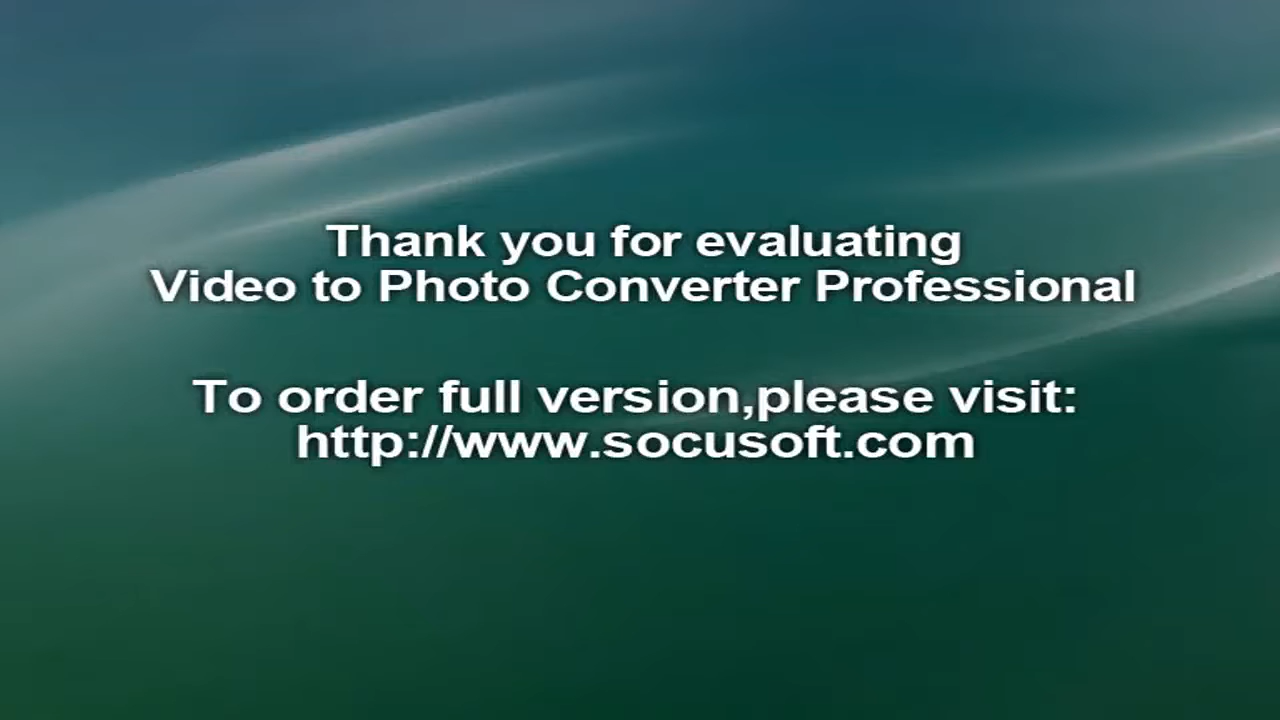 Thank you for evaluating
Video to Photo Converter Professional
To order full version,please visit:
http://www.socusoft.com